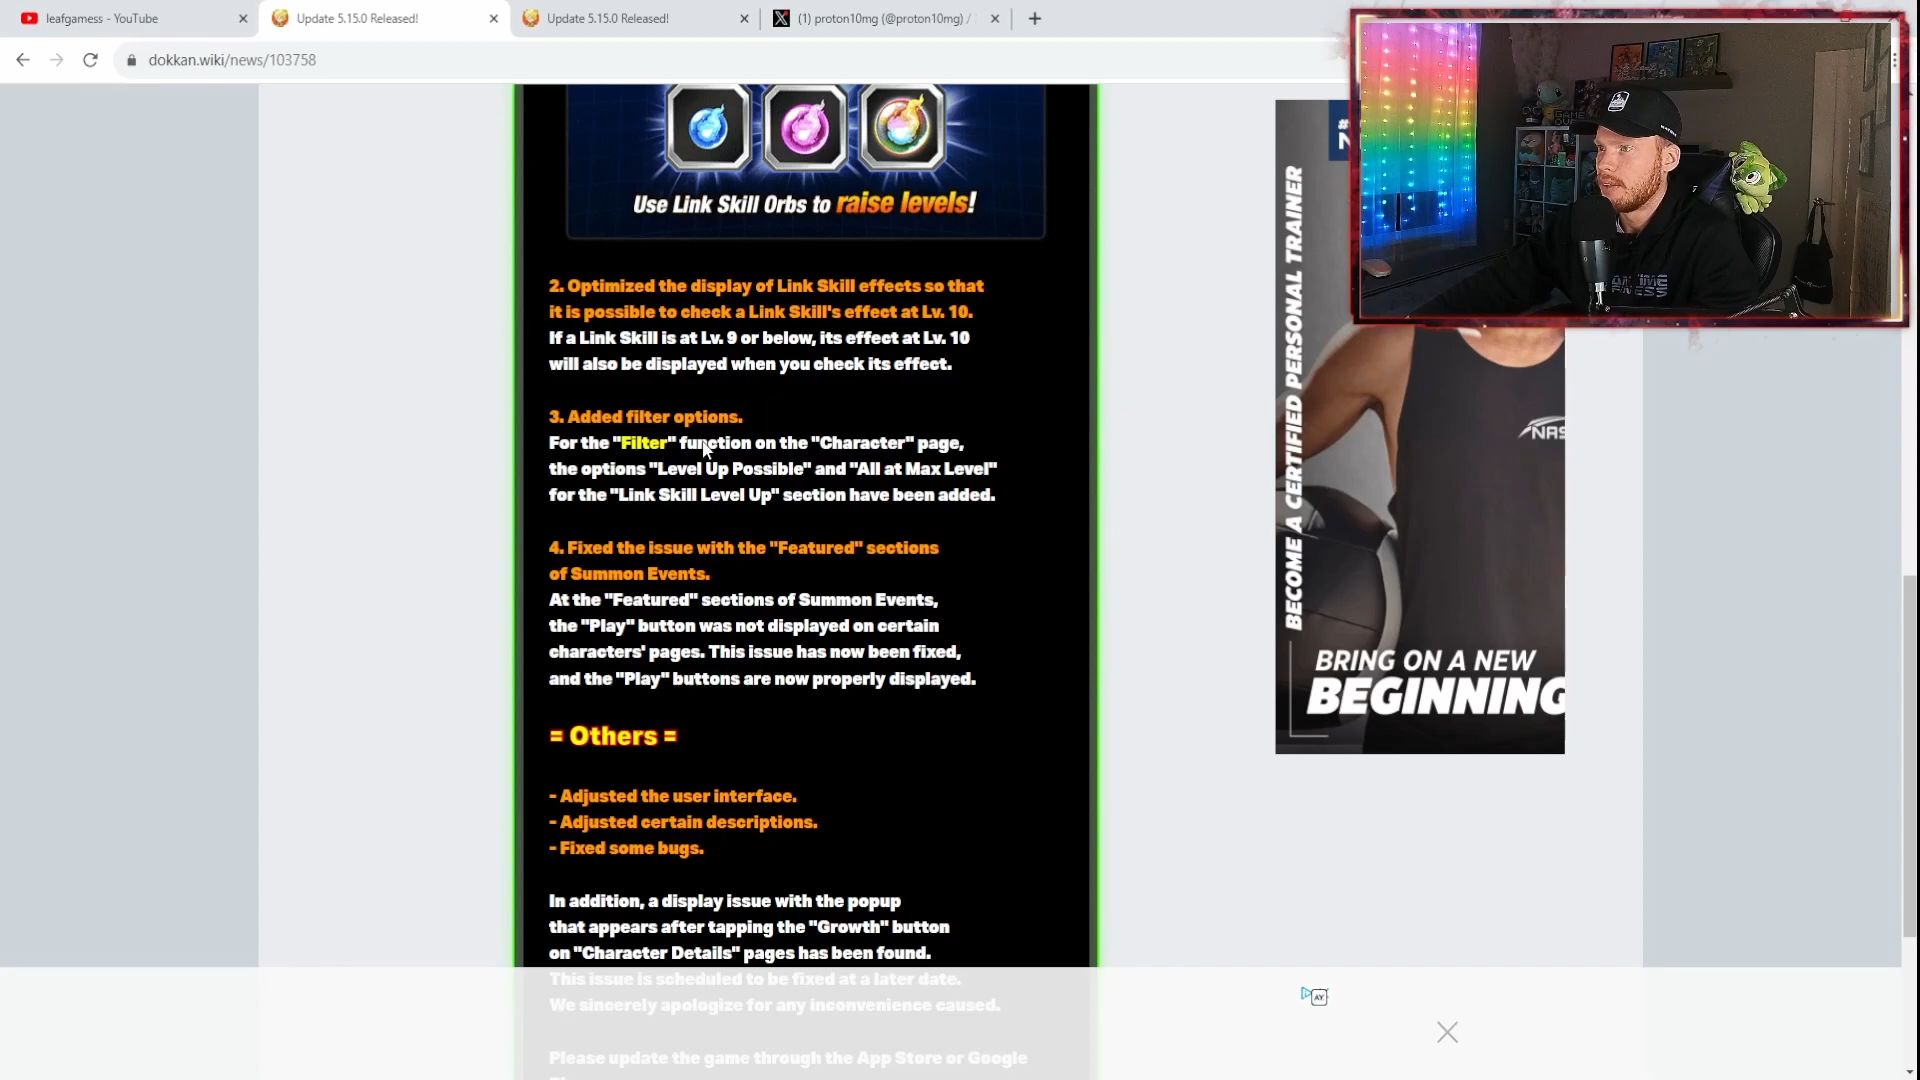 leafgamess - YouTube
Update 5.15.0 Released!
Update 5.15.0 Released!
(1) proton10mg (@proton10mg) /
dokkan.wiki/news/103758
Use Link Skill Orbs to raise levels!
2. Optimized the display of Link Skill effects so that
it is possible to check a Link Skill's effect at Lv. 10.
If a Link Skill is at Lv. 9 or below, its effect at Lv. 10
will also be displayed when you check its effect.
3. Added filter options.
For the "Filter" function on the "Character" page,
the options "Level Up Possible" and "All at Max Level"
for the "Link Skill Level Up" section have been added.
4. Fixed the issue with the "Featured" sections
of Summon Events.
At the "Featured" sections of Summon Events,
the "Play" button was not displayed on certain
characters' pages. This issue has now been fixed,
and the "Play" buttons are now properly displayed.
= Others =
- Adjusted the user interface.
- Adjusted certain descriptions.
- Fixed some bugs.
In addition, a display issue with the popup
that appears after tapping the "Growth" button
on "Character Details" pages has been found.
This issue is scheduled to be fixed at a later date.
We sincerely apologize for any inconvenience caused.
Please update the game through the App Store or Google
BECOME A CERTIFIED PERSONAL TRAINER
BRING ON A NEW
BEGINNING